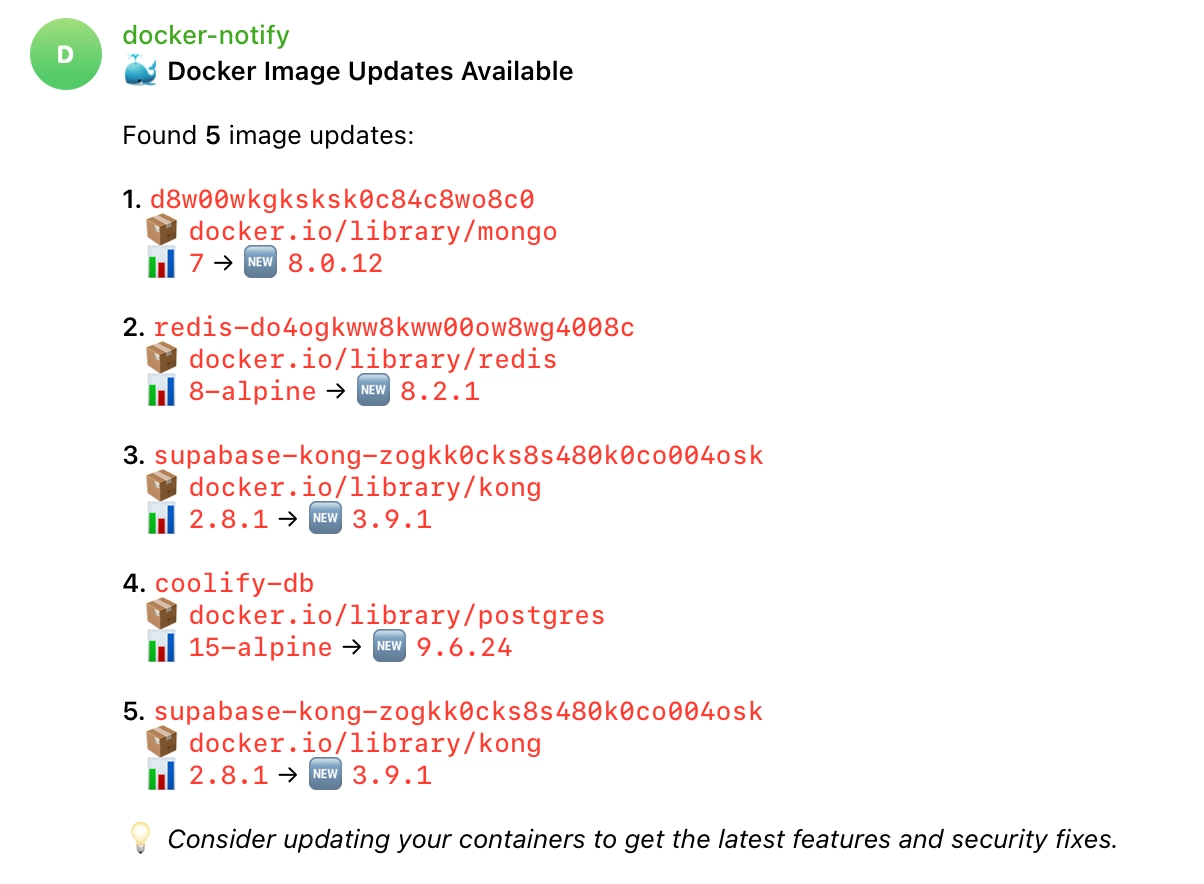 D
docker-notify
🐳 Docker Image Updates Available
Found 5 image updates:
1. d8w00wkgksksk0c84c8wo8c0
📦 docker.io/library/mongo
📊 7 → 🆕 8.0.12
2. redis-do4ogkww8kww00ow8wg4008c
📦 docker.io/library/redis
📊 8-alpine → 🆕 8.2.1
3. supabase-kong-zogkk0cks8s480k0co004osk
📦 docker.io/library/kong
📊 2.8.1 → 🆕 3.9.1
4. coolify-db
📦 docker.io/library/postgres
📊 15-alpine → 🆕 9.6.24
5. supabase-kong-zogkk0cks8s480k0co004osk
📦 docker.io/library/kong
📊 2.8.1 → 🆕 3.9.1
💡 Consider updating your containers to get the latest features and security fixes.